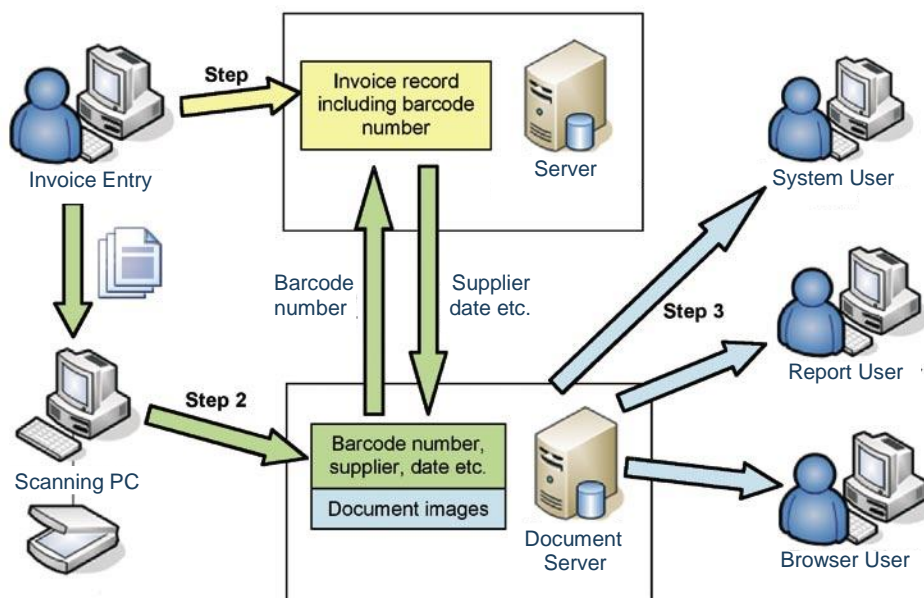 Step
Invoice record
including barcode
number
Server
Invoice Entry
System User
Barcode
number
Supplier
date etc.
Step 3
Report User
Step 2
Barcode number,
supplier, date etc.
Document images
Scanning PC
Document
Server
Browser User